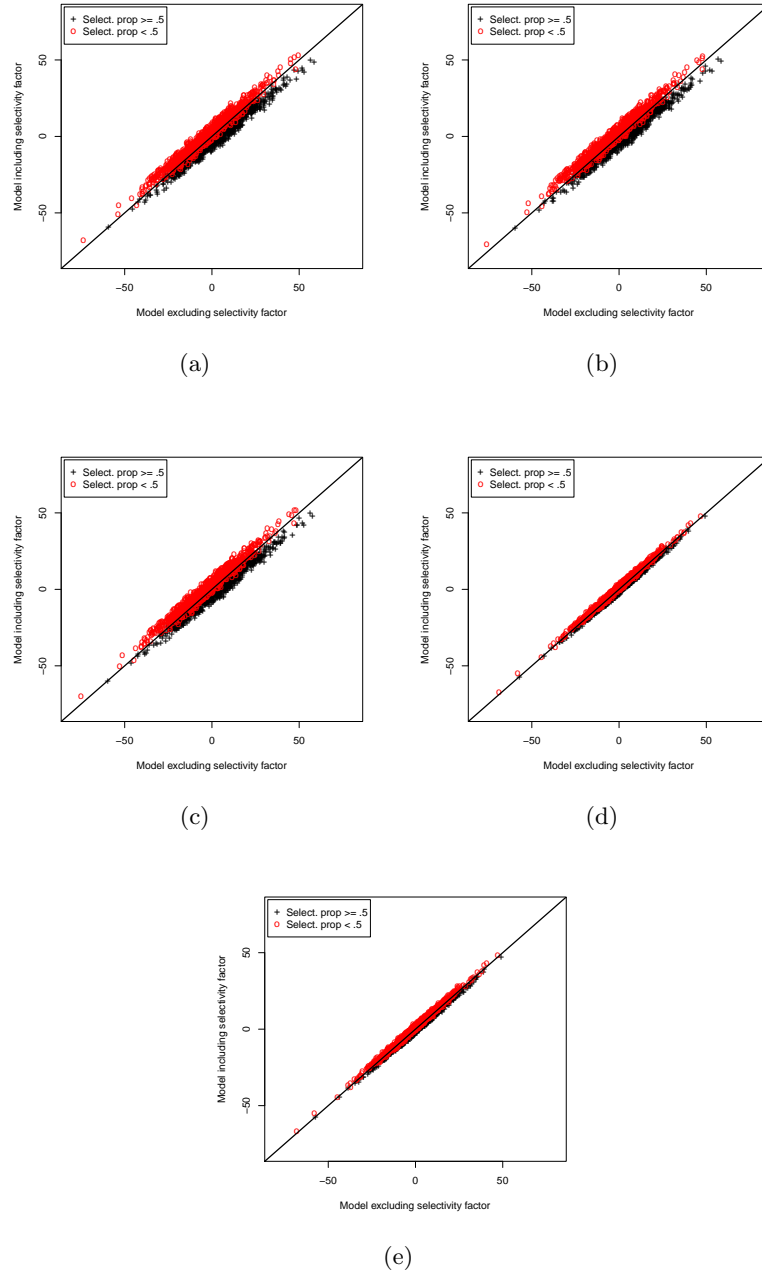 Select. prop >= .5
Select. prop < .5
50
0
−50
Model including selectivity factor
−50 0 50
Model excluding selectivity factor
(a)
Select. prop >= .5
Select. prop < .5
50
0
−50
Model including selectivity factor
−50 0 50
Model excluding selectivity factor
(b)
Select. prop >= .5
Select. prop < .5
50
0
−50
Model including selectivity factor
−50 0 50
Model excluding selectivity factor
(c)
Select. prop >= .5
Select. prop < .5
50
0
−50
Model including selectivity factor
−50 0 50
Model excluding selectivity factor
(d)
Select. prop >= .5
Select. prop < .5
50
0
−50
Model including selectivity factor
−50 0 50
Model excluding selectivity factor
(e)